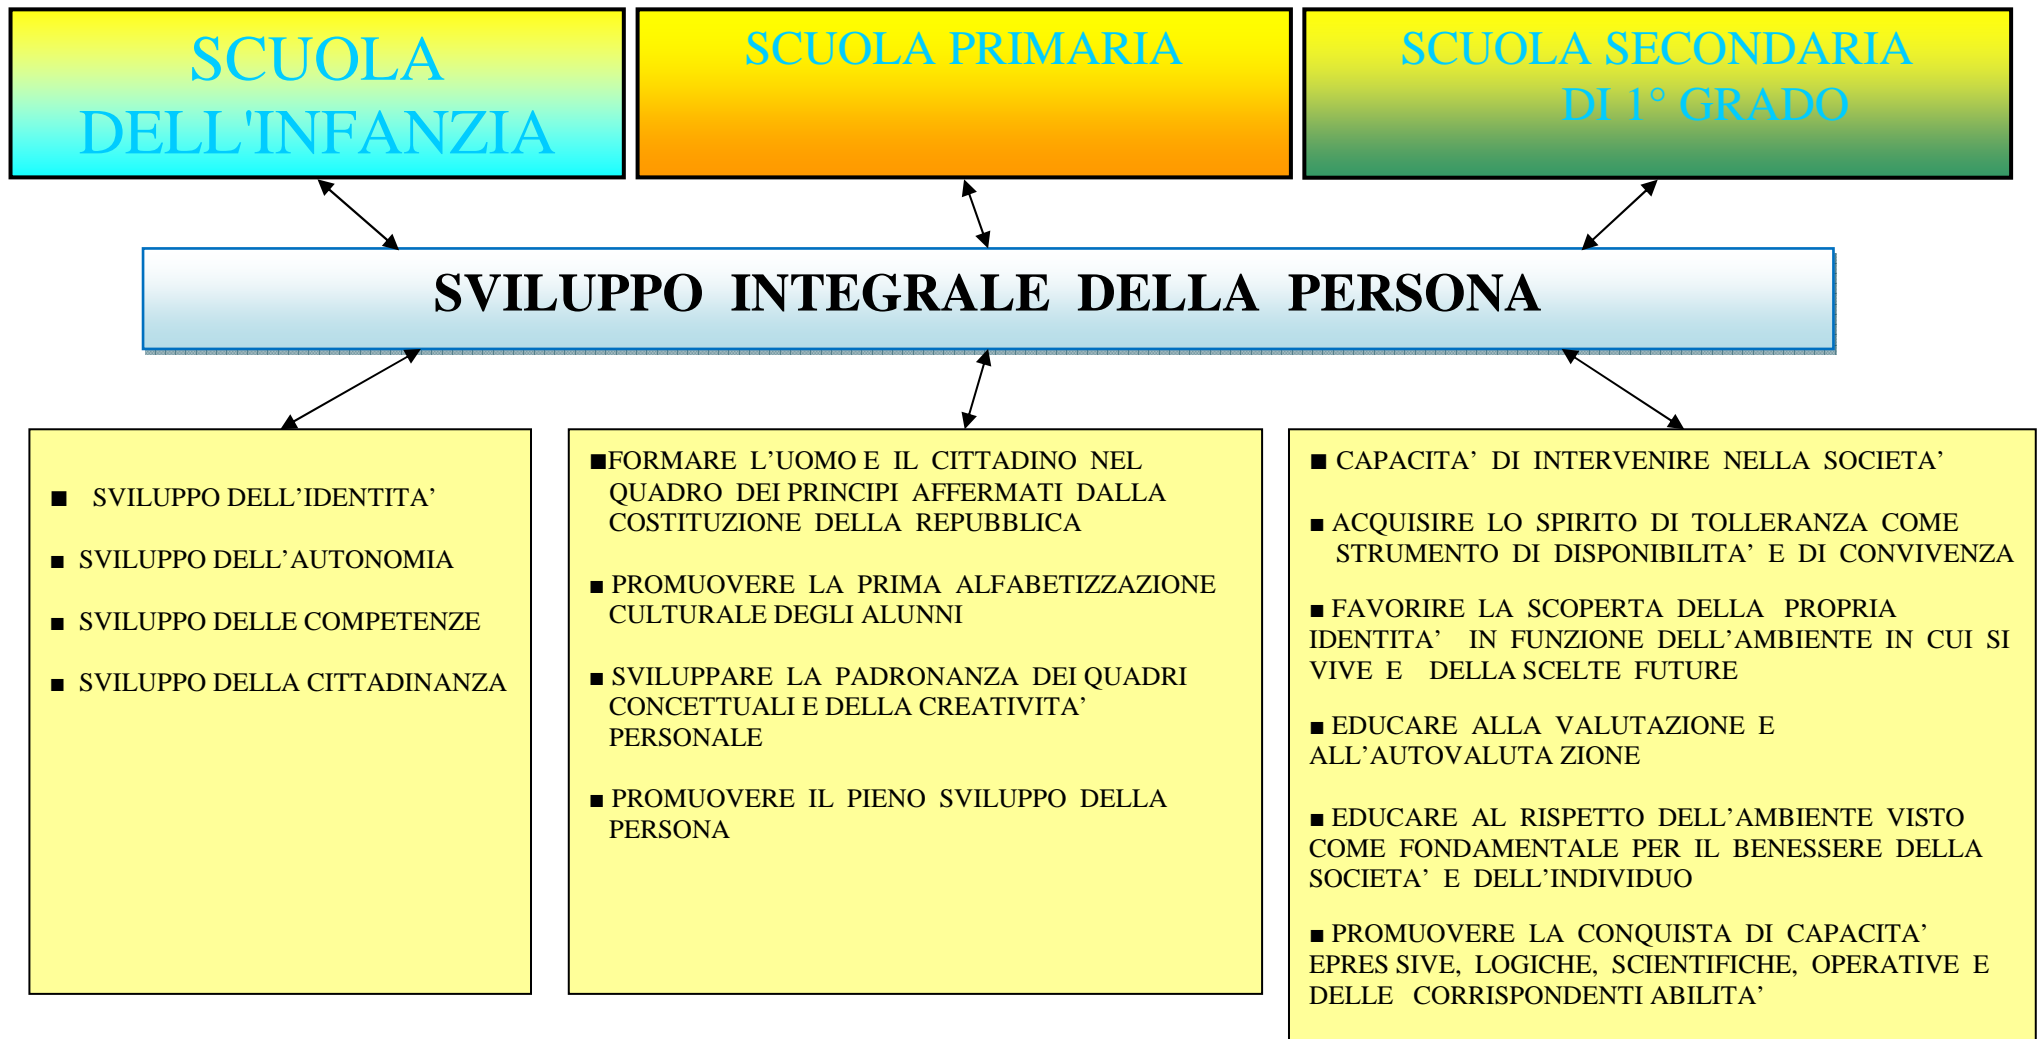 SCUOLA
DELL'INFANZIA
SCUOLA PRIMARIA
SCUOLA SECONDARIA
DI 1° GRADO
SVILUPPO INTEGRALE DELLA PERSONA
■ SVILUPPO DELL’IDENTITA’
■ SVILUPPO DELL’AUTONOMIA
■ SVILUPPO DELLE COMPETENZE
■ SVILUPPO DELLA CITTADINANZA
■FORMARE L’UOMO E IL CITTADINO NEL
QUADRO DEI PRINCIPI AFFERMATI DALLA
COSTITUZIONE DELLA REPUBBLICA
■ PROMUOVERE LA PRIMA ALFABETIZZAZIONE
CULTURALE DEGLI ALUNNI
■ SVILUPPARE LA PADRONANZA DEI QUADRI
CONCETTUALI E DELLA CREATIVITA’
PERSONALE
■ PROMUOVERE IL PIENO SVILUPPO DELLA
PERSONA
■ CAPACITA’ DI INTERVENIRE NELLA SOCIETA’
■ ACQUISIRE LO SPIRITO DI TOLLERANZA COME
STRUMENTO DI DISPONIBILITA’ E DI CONVIVENZA
■ FAVORIRE LA SCOPERTA DELLA PROPRIA
IDENTITA’ IN FUNZIONE DELL’AMBIENTE IN CUI SI
VIVE E DELLA SCELTE FUTURE
■ EDUCARE ALLA VALUTAZIONE E
ALL’AUTOVALUTA ZIONE
■ EDUCARE AL RISPETTO DELL’AMBIENTE VISTO
COME FONDAMENTALE PER IL BENESSERE DELLA
SOCIETA’ E DELL’INDIVIDUO
■ PROMUOVERE LA CONQUISTA DI CAPACITA’
EPRES SIVE, LOGICHE, SCIENTIFICHE, OPERATIVE E
DELLE CORRISPONDENTI ABILITA’